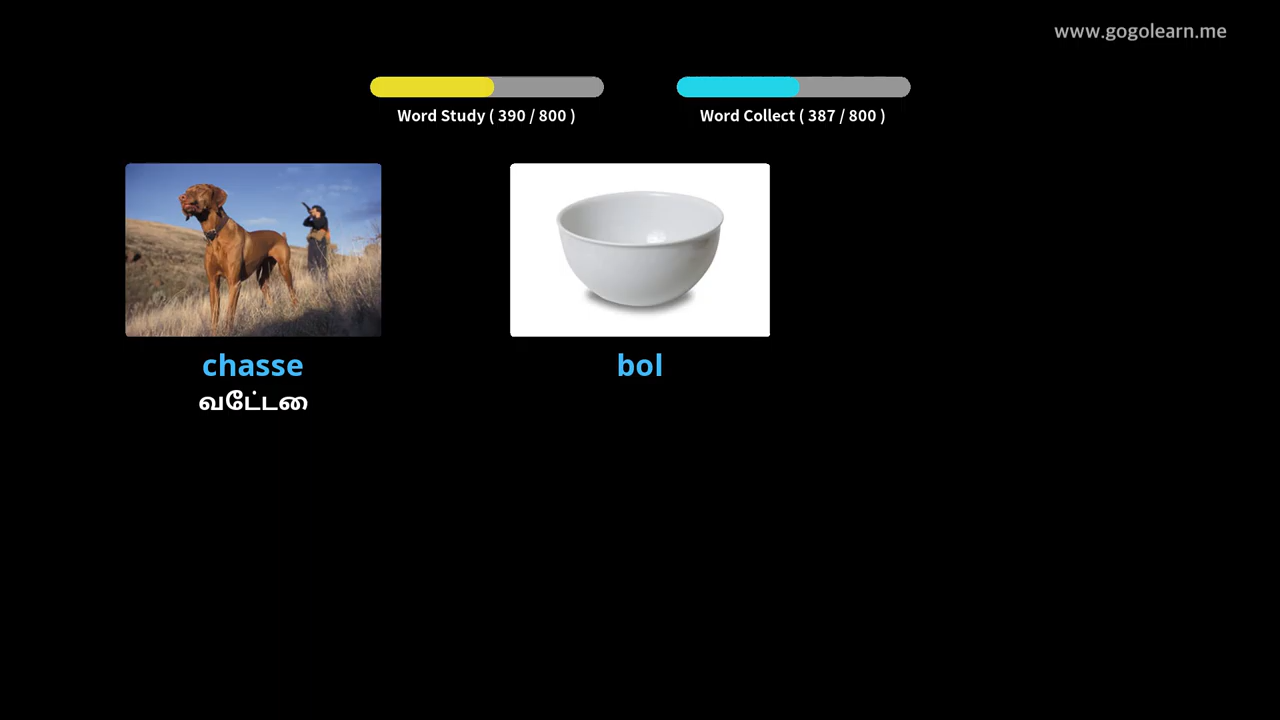 www.gogolearn.me
Word Study ( 390 / 800 )
Word Collect ( 387 / 800 )
chasse
bol
வேட்டை